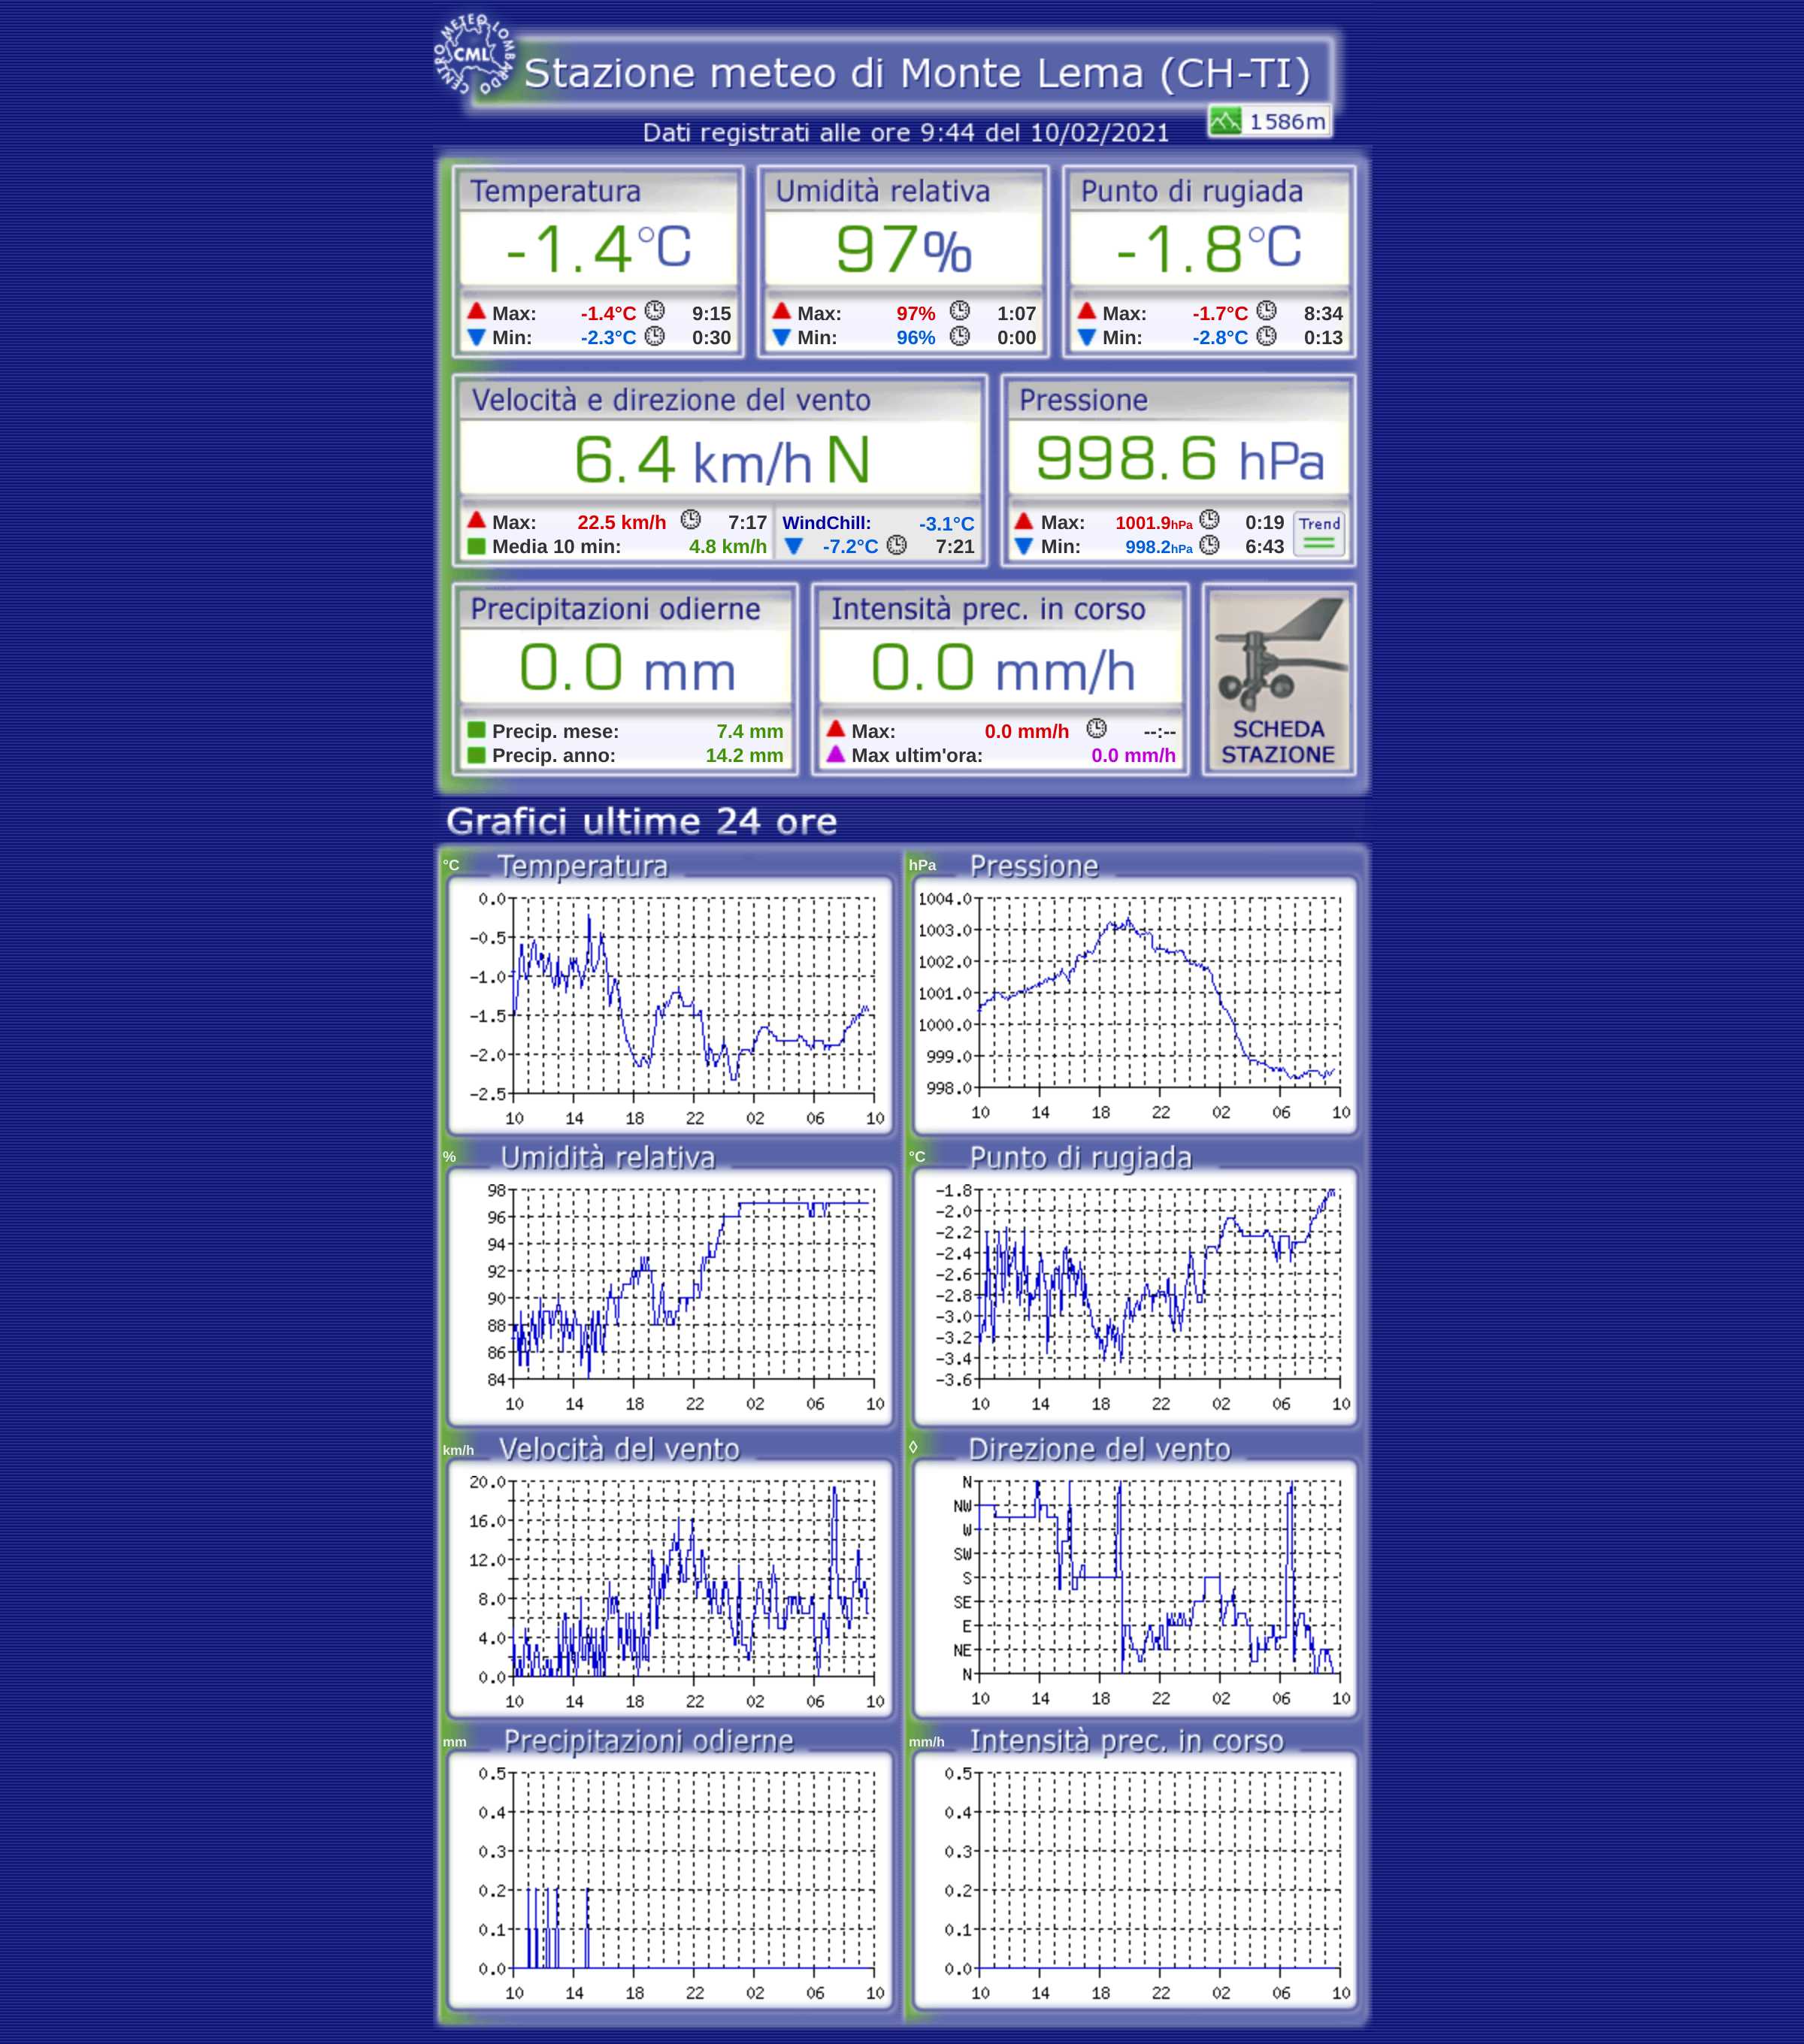 CENTRO METEO LOMBARDO
CML
Stazione meteo di Monte Lema (CH-TI)
1586m
Dati registrati alle ore 9:44 del 10/02/2021
Temperatura Umidità relativa Punto di rugiada
-1.4°C 97% -1.8°C
Max: -1.4°C 9:15 Max: 97% 1:07 Max: -1.7°C 8:34
Min: -2.3°C 0:30 Min: 96% 0:00 Min: -2.8°C 0:13
Velocità e direzione del vento Pressione
6.4 km/h N 998.6 hPa
Max: 22.5 km/h 7:17 WindChill: -3.1°C Max: 1001.9hPa 0:19 Trend
Media 10 min: 4.8 km/h -7.2°C 7:21 Min: 998.2hPa 6:43
Precipitazioni odierne Intensità prec. in corso
0.0 mm 0.0 mm/h
Precip. mese: 7.4 mm Max: 0.0 mm/h --:-- SCHEDA
Precip. anno: 14.2 mm Max ultim'ora: 0.0 mm/h STAZIONE
Grafici ultime 24 ore
°C Temperatura
0.0
-0.5
-1.0
-1.5
-2.0
-2.5
10 14 18 22 02 06 10
hPa Pressione
1004.0
1003.0
1002.0
1001.0
1000.0
999.0
998.0
10 14 18 22 02 06 10
% Umidità relativa
98
96
94
92
90
88
86
84
10 14 18 22 02 06 10
°C Punto di rugiada
-1.8
-2.0
-2.2
-2.4
-2.6
-2.8
-3.0
-3.2
-3.4
-3.6
10 14 18 22 02 06 10
km/h Velocità del vento
20.0
16.0
12.0
8.0
4.0
0.0
10 14 18 22 02 06 10
◊ Direzione del vento
N
NW
W
SW
S
SE
E
NE
N
10 14 18 22 02 06 10
mm Precipitazioni odierne
0.5
0.4
0.3
0.2
0.1
0.0
10 14 18 22 02 06 10
mm/h Intensità prec. in corso
0.5
0.4
0.3
0.2
0.1
0.0
10 14 18 22 02 06 10